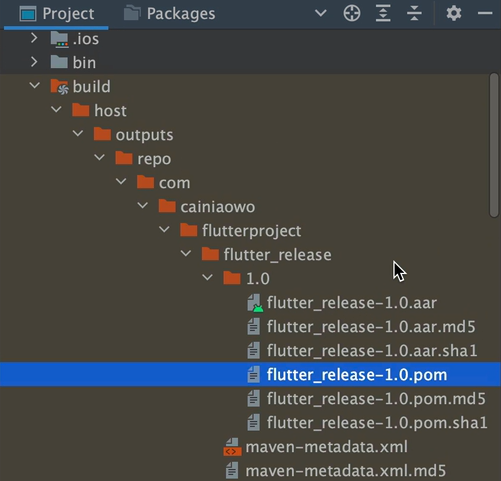 Project Packages
.ios
bin
build
host
outputs
repo
com
cainiaowo
flutterproject
flutter_release
1.0
flutter_release-1.0.aar
flutter_release-1.0.aar.md5
flutter_release-1.0.aar.sha1
flutter_release-1.0.pom
flutter_release-1.0.pom.md5
flutter_release-1.0.pom.sha1
maven-metadata.xml
maven-metadata.xml.md5